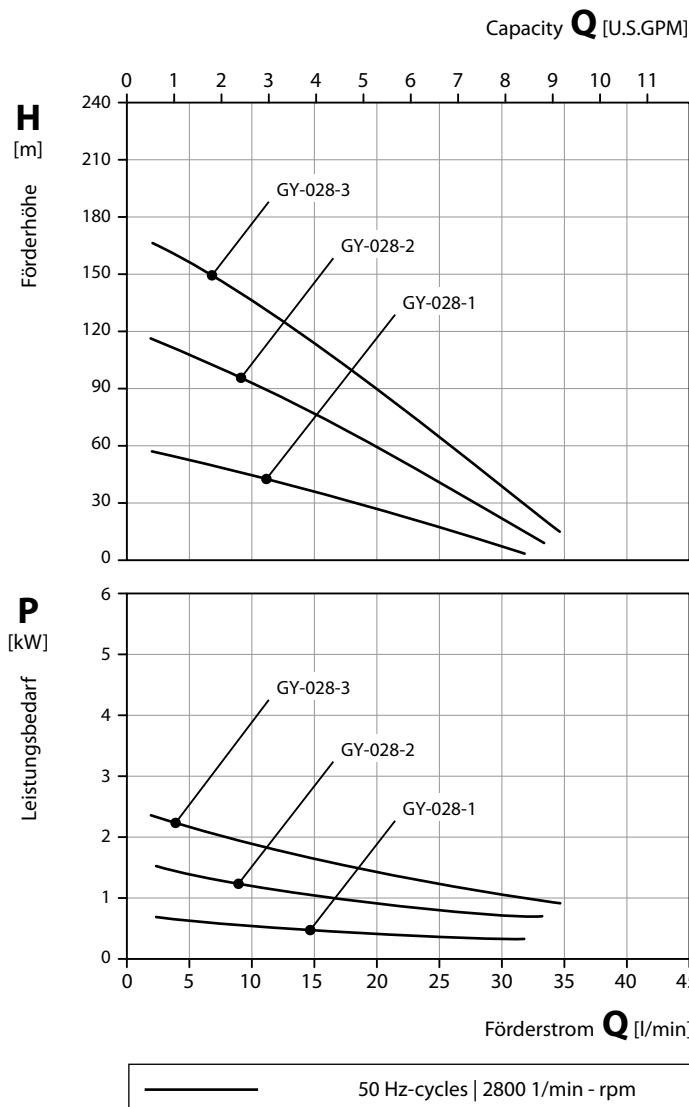 Capacity Q [U.S.GPM]
0 1 2 3 4 5 6 7 8 9 10 11
H
[m]
Förderhöhe
240
210
180
150
120
90
60
30
0
GY-028-3
GY-028-2
GY-028-1
P
[kW]
Leistungsbedarf
6
5
4
3
2
1
0
GY-028-3
GY-028-2
GY-028-1
0 5 10 15 20 25 30 35 40 45
Förderstrom Q [l/min]
50 Hz-cycles | 2800 1/min - rpm